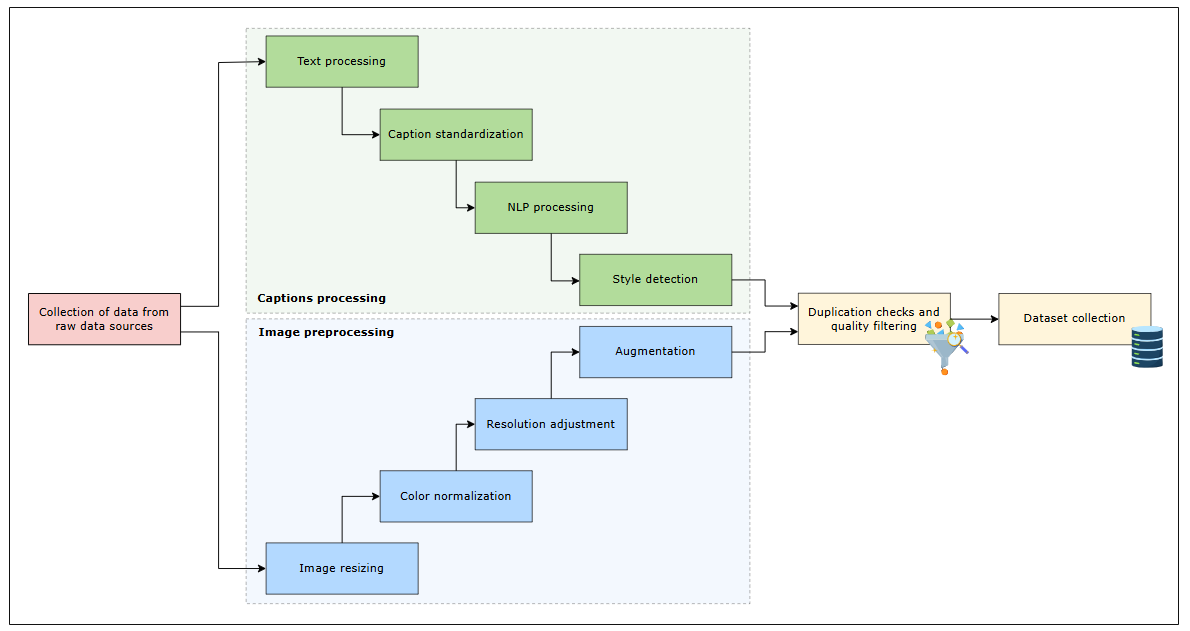 Text processing
Caption standardization
NLP processing
Style detection
Captions processing
Collection of data from
raw data sources
Image preprocessing
Augmentation
Resolution adjustment
Color normalization
Image resizing
Duplication checks and
quality filtering
Dataset collection